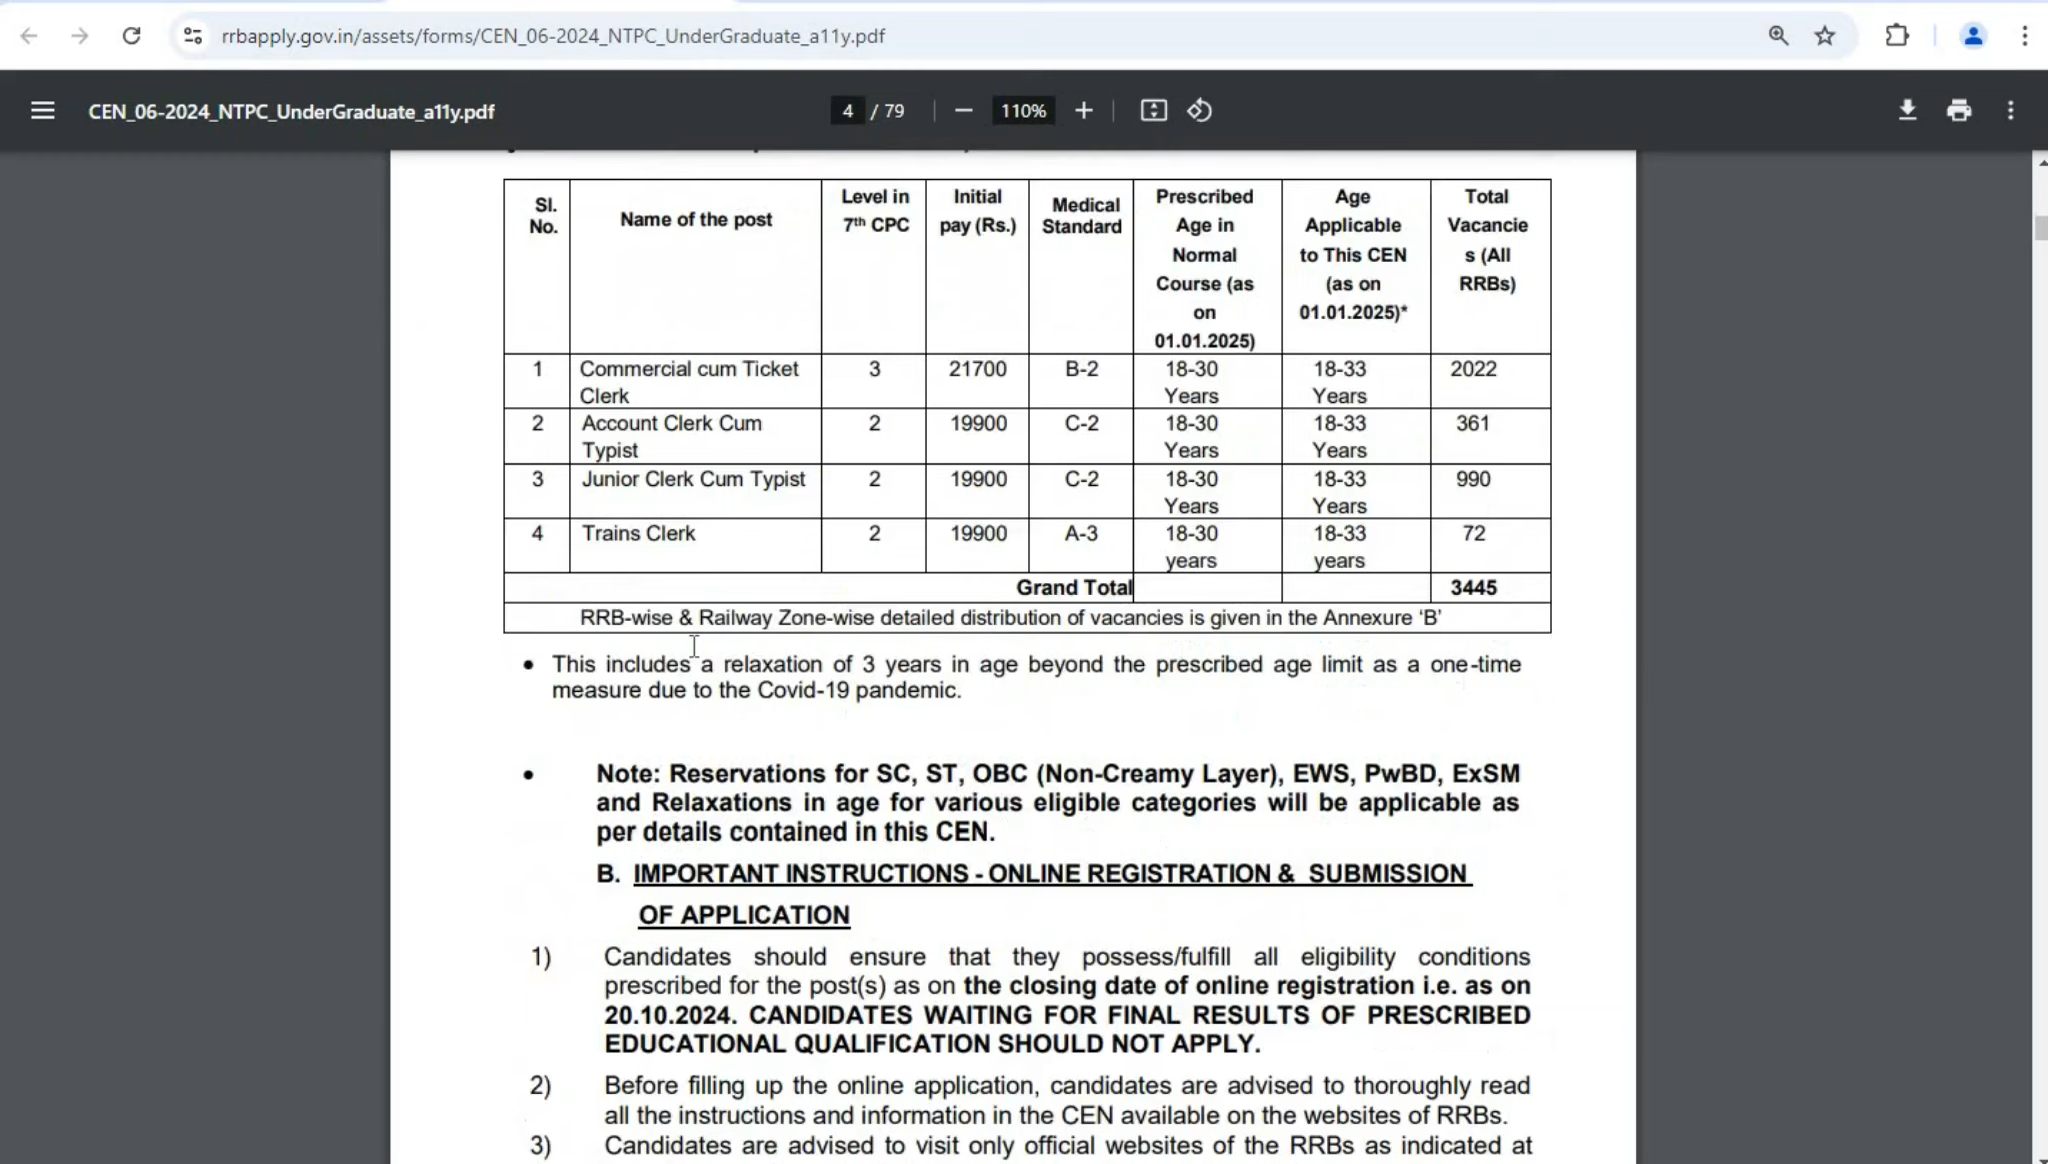 rrbapply.gov.in/assets/forms/CEN_06-2024_NTPC_UnderGraduate_a11y.pdf
CEN_06-2024_NTPC_UnderGraduate_a11y.pdf
4 / 79
110%
Sl. No. Name of the post Level in 7th CPC Initial pay (Rs.) Medical Standard Prescribed Age in Normal Course (as on 01.01.2025) Age Applicable to This CEN (as on 01.01.2025)* Total Vacancie s (All RRBs)
1 Commercial cum Ticket Clerk 3 21700 B-2 18-30 Years 18-33 Years 2022
2 Account Clerk Cum Typist 2 19900 C-2 18-30 Years 18-33 Years 361
3 Junior Clerk Cum Typist 2 19900 C-2 18-30 Years 18-33 Years 990
4 Trains Clerk 2 19900 A-3 18-30 years 18-33 years 72
Grand Total 3445
RRB-wise & Railway Zone-wise detailed distribution of vacancies is given in the Annexure ‘B’
• This includes a relaxation of 3 years in age beyond the prescribed age limit as a one-time
measure due to the Covid-19 pandemic.
• Note: Reservations for SC, ST, OBC (Non-Creamy Layer), EWS, PwBD, ExSM
and Relaxations in age for various eligible categories will be applicable as
per details contained in this CEN.
B. IMPORTANT INSTRUCTIONS - ONLINE REGISTRATION & SUBMISSION
OF APPLICATION
1) Candidates should ensure that they possess/fulfill all eligibility conditions
prescribed for the post(s) as on the closing date of online registration i.e. as on
20.10.2024. CANDIDATES WAITING FOR FINAL RESULTS OF PRESCRIBED
EDUCATIONAL QUALIFICATION SHOULD NOT APPLY.
2) Before filling up the online application, candidates are advised to thoroughly read
all the instructions and information in the CEN available on the websites of RRBs.
3) Candidates are advised to visit only official websites of the RRBs as indicated at